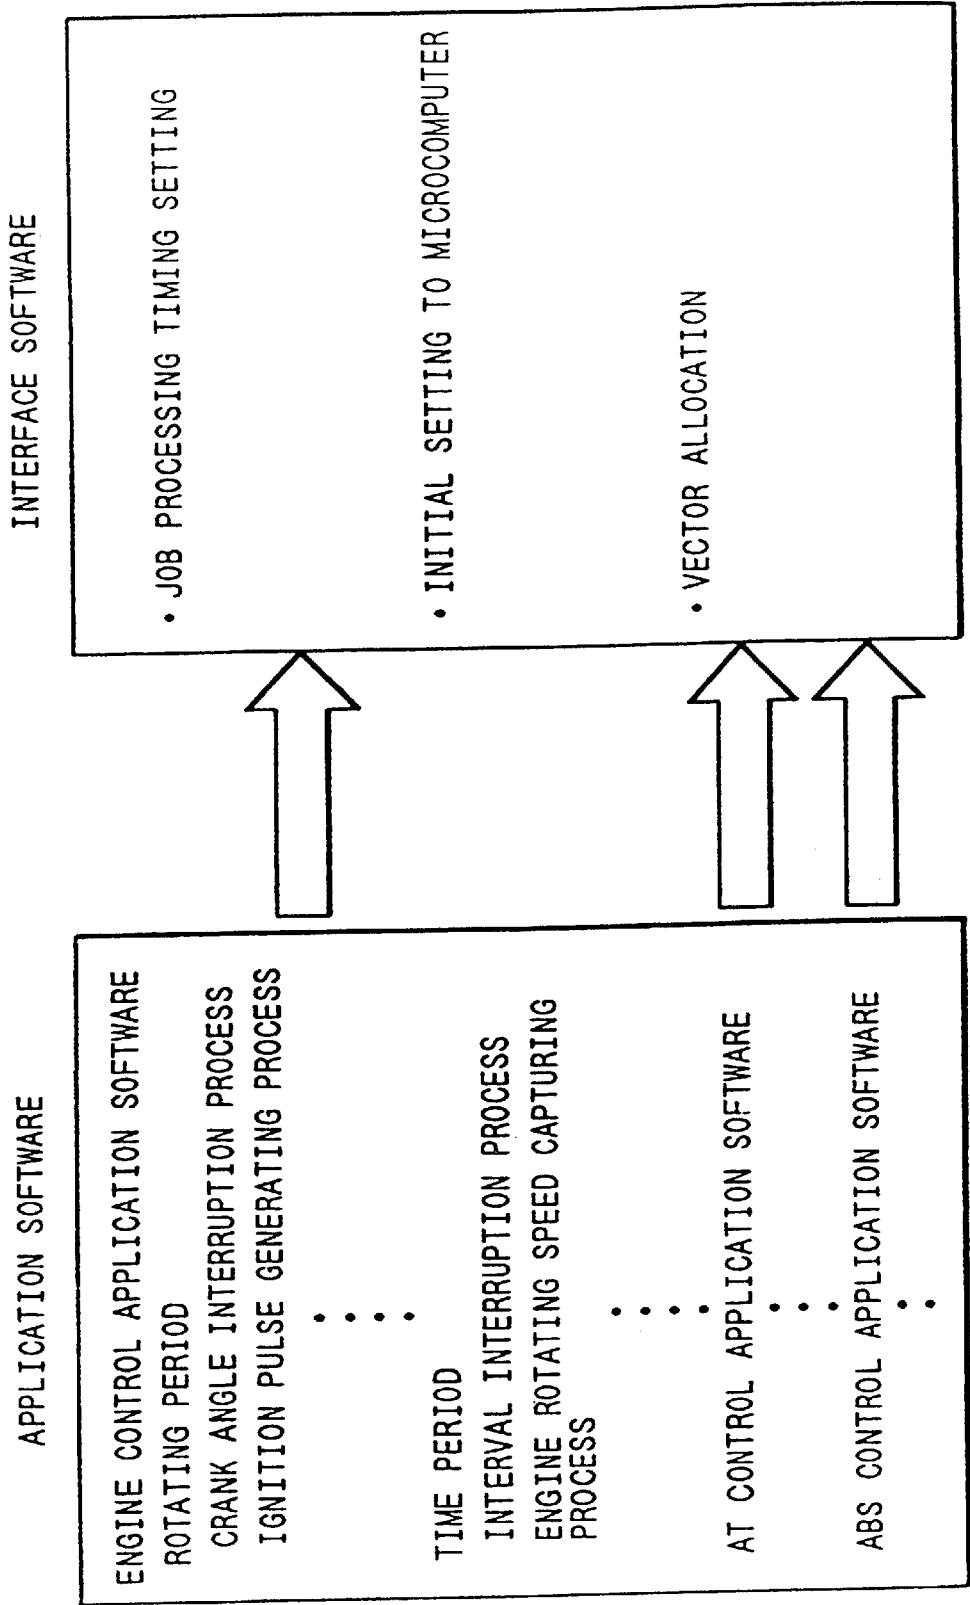 APPLICATION SOFTWARE
ENGINE CONTROL APPLICATION SOFTWARE
ROTATING PERIOD
CRANK ANGLE INTERRUPTION PROCESS
IGNITION PULSE GENERATING PROCESS
TIME PERIOD
INTERVAL INTERRUPTION PROCESS
ENGINE ROTATING SPEED CAPTURING
PROCESS
AT CONTROL APPLICATION SOFTWARE
ABS CONTROL APPLICATION SOFTWARE
INTERFACE SOFTWARE
• JOB PROCESSING TIMING SETTING
• INITIAL SETTING TO MICROCOMPUTER
• VECTOR ALLOCATION